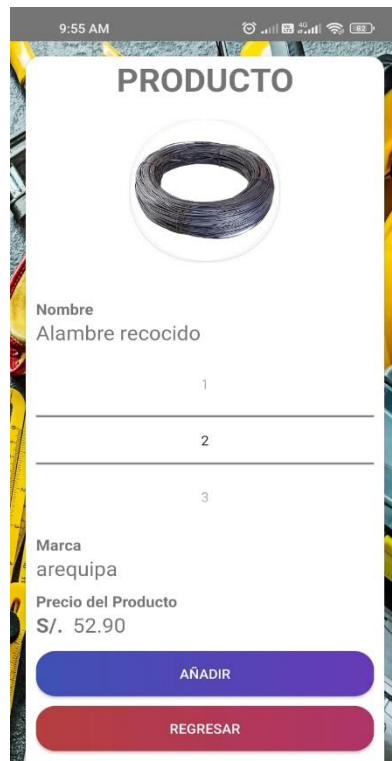 9:55 AM
4G
82
PRODUCTO
Nombre
Alambre recocido
1
2
3
Marca
arequipa
Precio del Producto
S/. 52.90
AÑADIR
REGRESAR